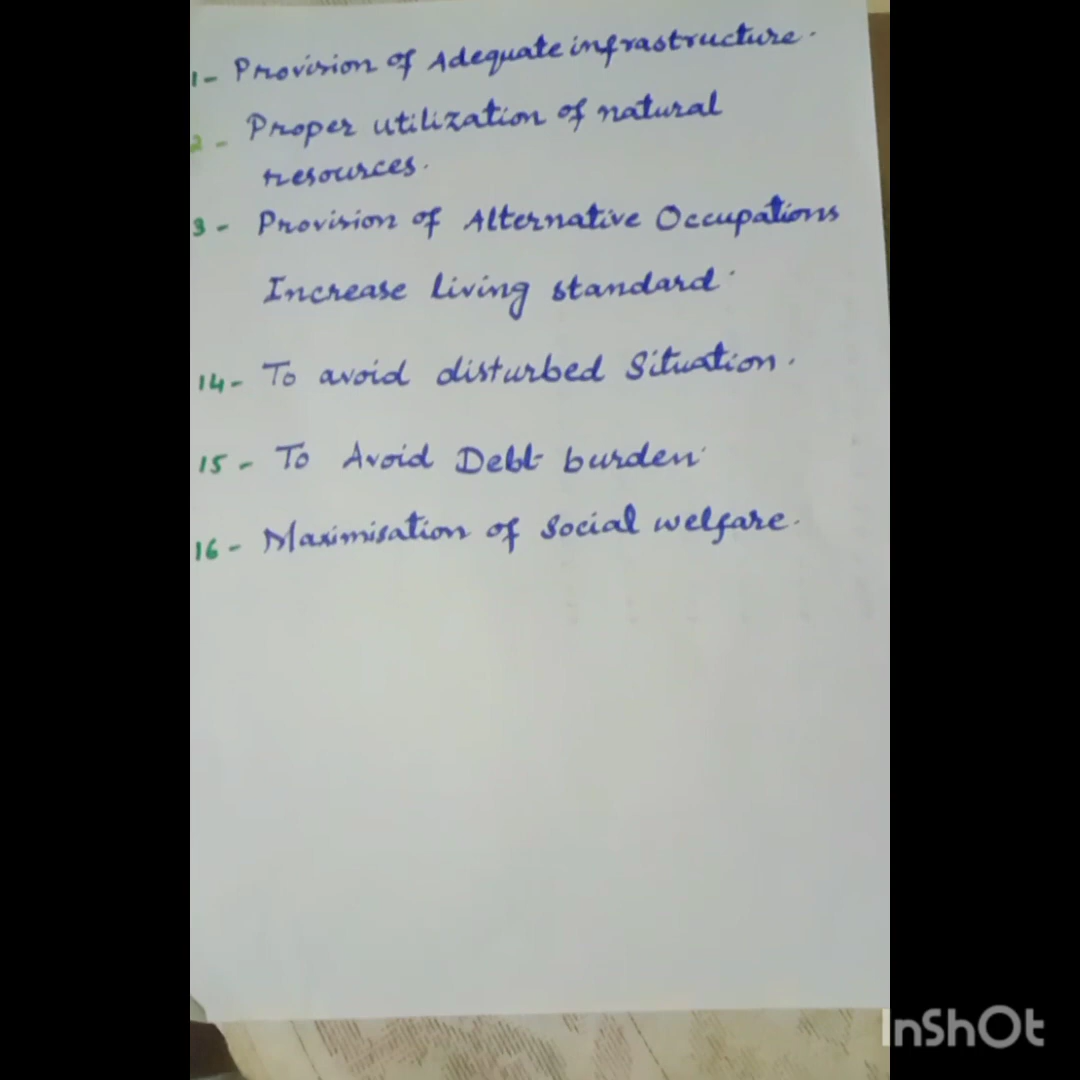 1- Provision of Adequate infrastructure.
2- Proper utilization of natural
resources.
3- Provision of Alternative Occupations
Increase living standard.
14- To avoid disturbed Situation.
15- To Avoid Debt burden.
16- Maximisation of Social welfare.
InShOt